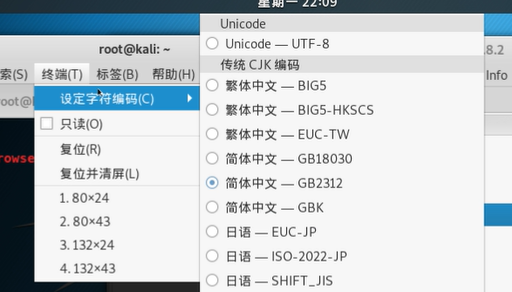 星期一 22:09
root@kali: ~
8.2
索(S) 终端(T) 标签(B) 帮助(H)
Info
root@
rowse
设定字符编码(C)
只读(O)
复位(R)
复位并清屏(L)
1. 80×24
2. 80×43
3. 132×24
4. 132×43
Unicode
Unicode — UTF-8
传统 CJK 编码
繁体中文 — BIG5
繁体中文 — BIG5-HKSCS
繁体中文 — EUC-TW
简体中文 — GB18030
简体中文 — GB2312
简体中文 — GBK
日语 — EUC-JP
日语 — ISO-2022-JP
日语 — SHIFT_JIS